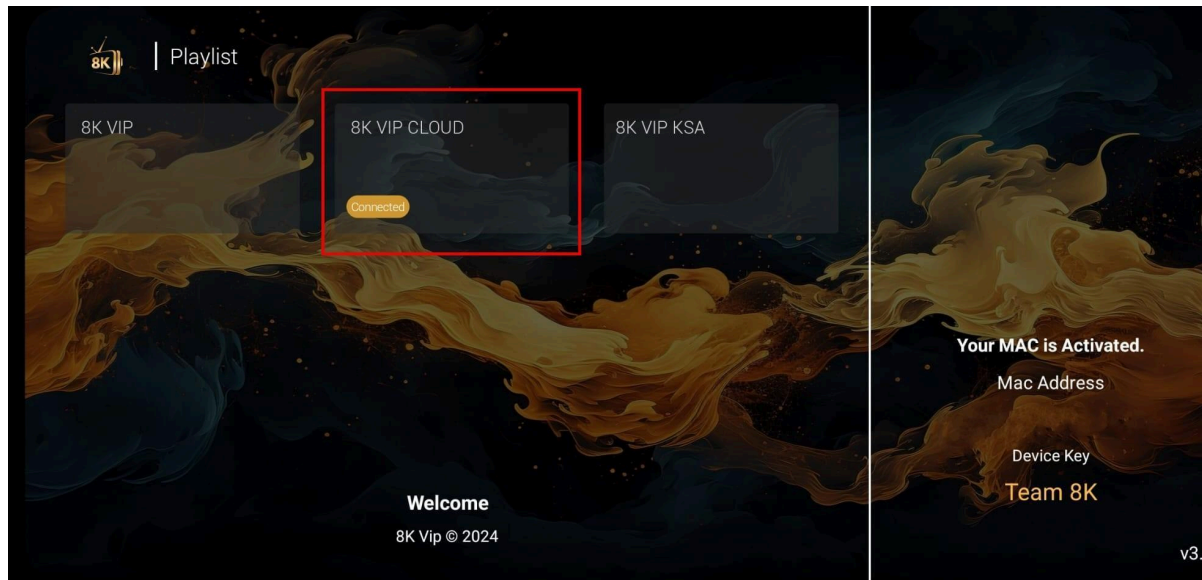 8K
Playlist
8K VIP
8K VIP CLOUD
8K VIP KSA
Connected
Your MAC is Activated.
Mac Address
Device Key
Team 8K
Welcome
8K Vip © 2024
v3.